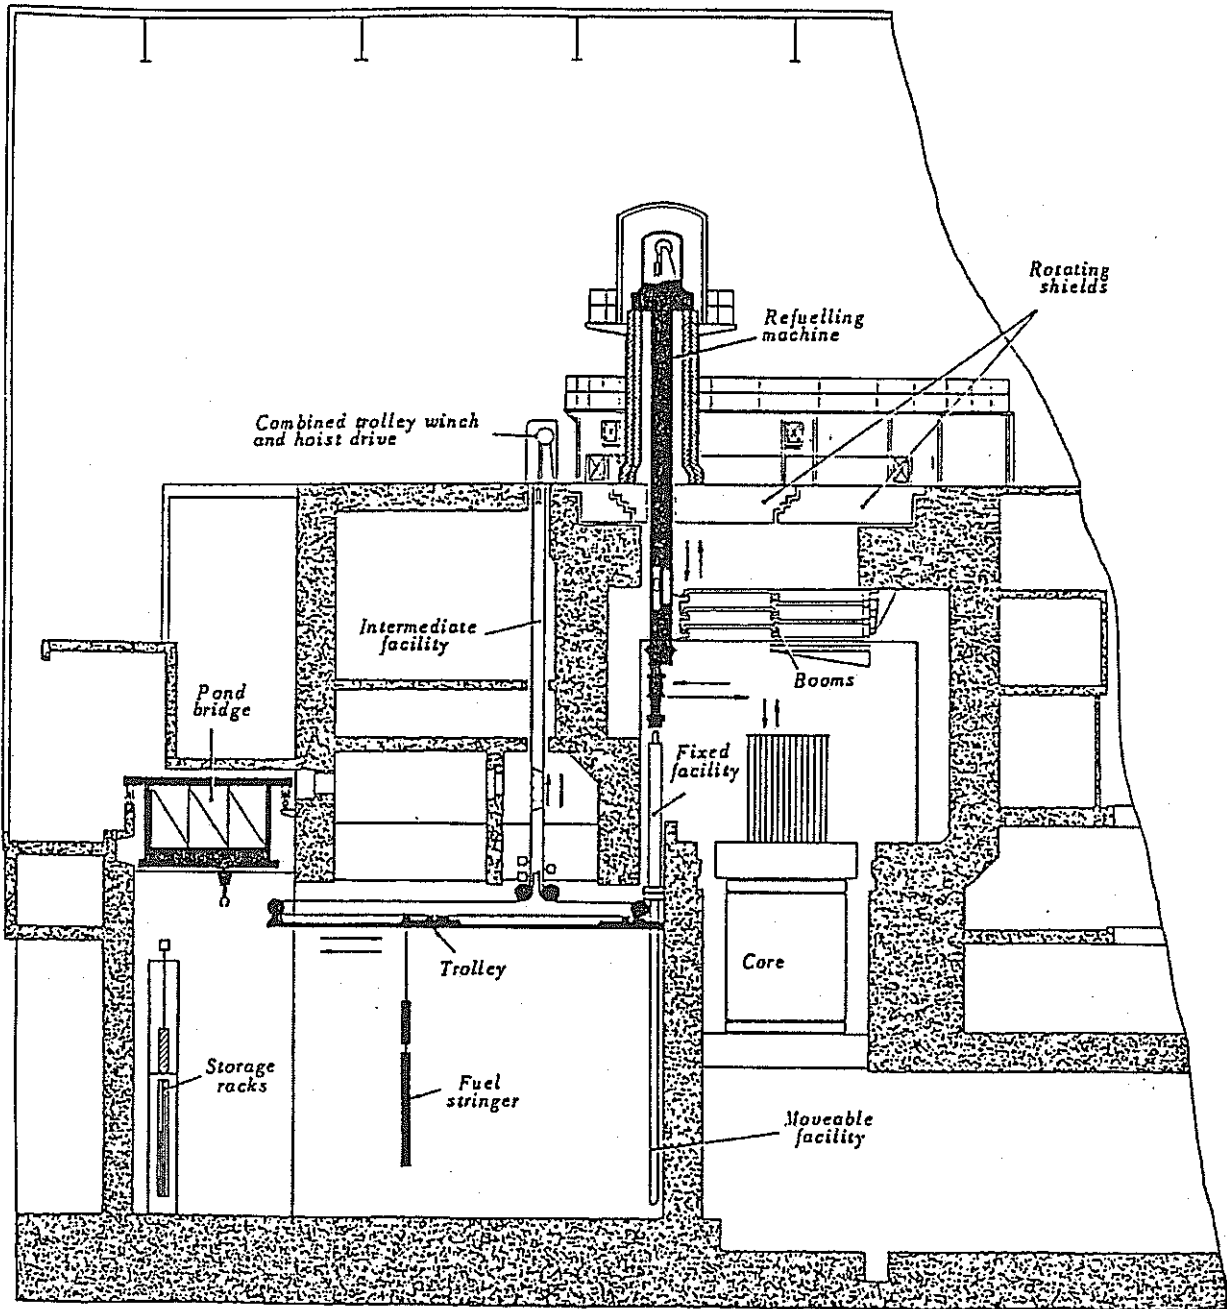 Rotating
shields
Refuelling
machine
Combined trolley winch
and hoist drive
Intermediate
facility
Booms
Pond
bridge
Fixed
facility
Trolley
Core
Storage
racks
Fuel
stringer
Moveable
facility